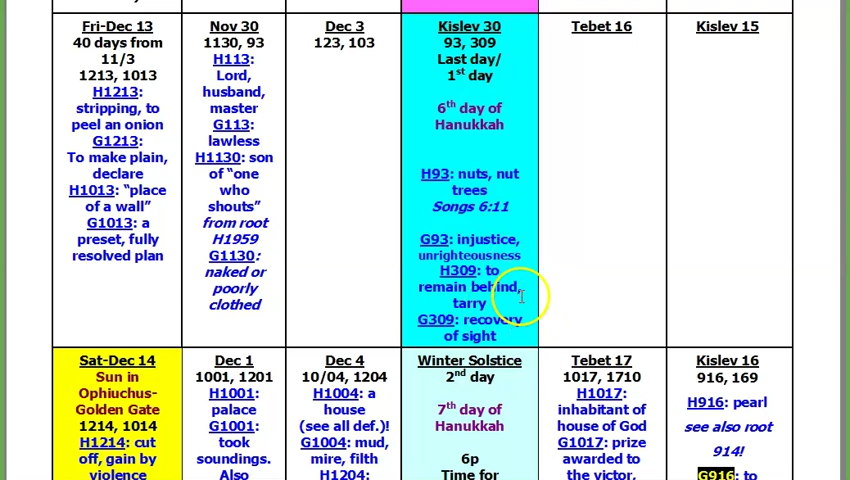 Fri-Dec 13
40 days from
11/3
1213, 1013
H1213:
stripping, to
peel an onion
G1213:
To make plain,
declare
H1013: “place
of a wall”
G1013: a
preset, fully
resolved plan
Nov 30
1130, 93
H113:
Lord,
husband,
master
G113:
lawless
H1130: son
of “one
who
shouts”
from root
H1959
G1130:
naked or
poorly
clothed
Dec 3
123, 103
Kislev 30
93, 309
Last day/
1st day
6th day of
Hanukkah
H93: nuts, nut
trees
Songs 6:11
G93: injustice,
unrighteousness
H309: to
remain behind,
tarry
G309: recovery
of sight
Tebet 16
Kislev 15
Sat-Dec 14
Sun in
Ophiuchus-
Golden Gate
1214, 1014
H1214: cut
off, gain by
violence
Dec 1
1001, 1201
H1001:
palace
G1001:
took
soundings.
Also
Dec 4
10/04, 1204
H1004: a
house
(see all def.)!
G1004: mud,
mire, filth
H1204:
Winter Solstice
2nd day
7th day of
Hanukkah
6p
Time for
Tebet 17
1017, 1710
H1017:
inhabitant of
house of God
G1017: prize
awarded to
the victor,
Kislev 16
916, 169
H916: pearl
see also root
914!
G916: to